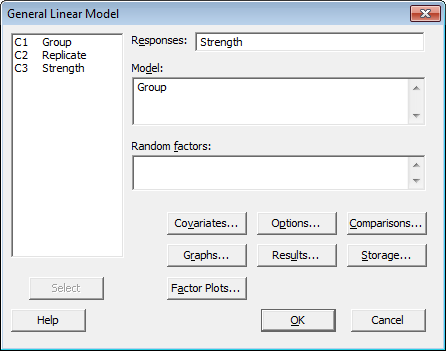 General Linear Model
C1 Group
C2 Replicate
C3 Strength
Responses: Strength
Model:
Group
Random factors:
Covariates... Options... Comparisons...
Graphs... Results... Storage...
Select Factor Plots...
Help OK Cancel